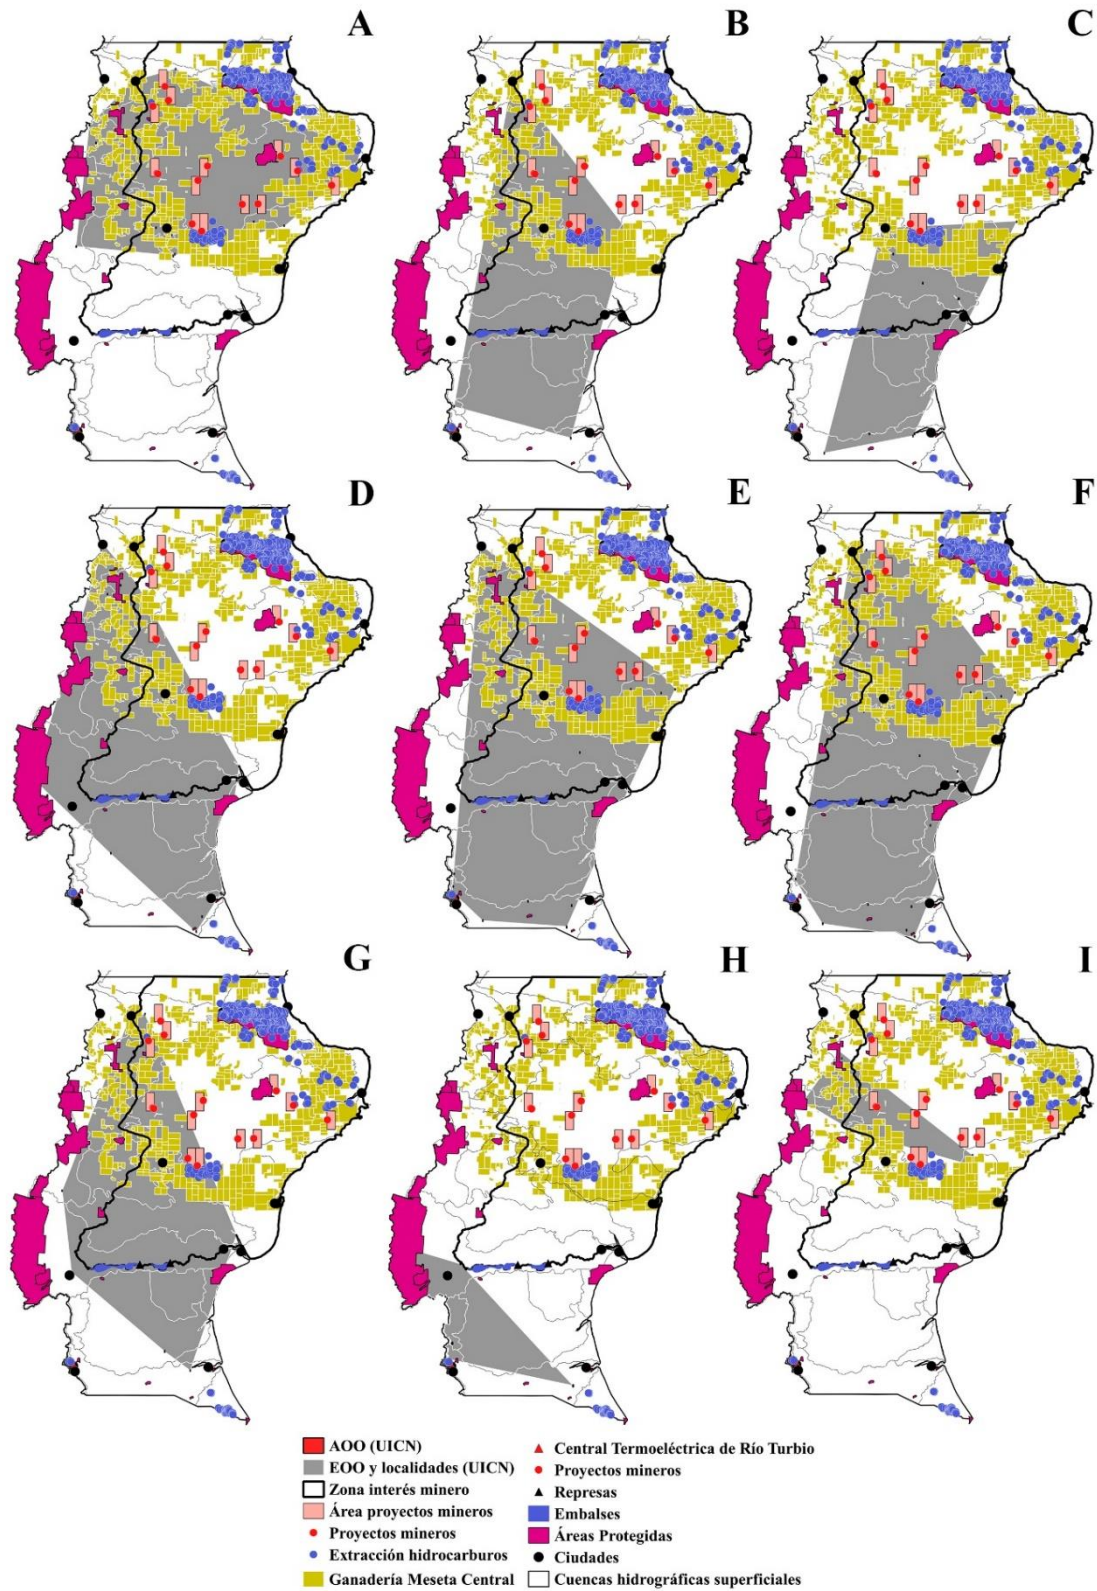 A
B
C
D
E
F
G
H
I
AOO (UICN)
EOO y localidades (UICN)
Zona interés minero
Área proyectos mineros
Proyectos mineros
Extracción hidrocarburos
Ganadería Meseta Central
Central Termoeléctrica de Río Turbio
Proyectos mineros
Represas
Embalses
Áreas Protegidas
Ciudades
Cuencas hidrográficas superficiales